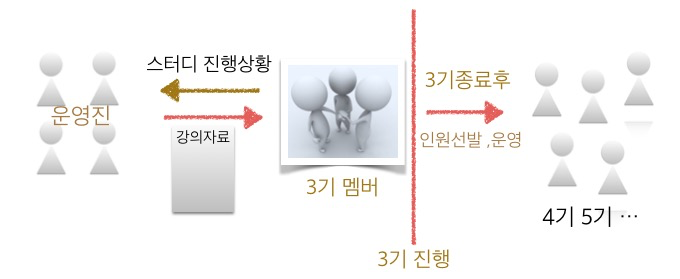 스터디 진행상황
운영진
강의자료
3기 멤버
3기종료후
인원선발 ,운영
4기 5기 …
3기 진행